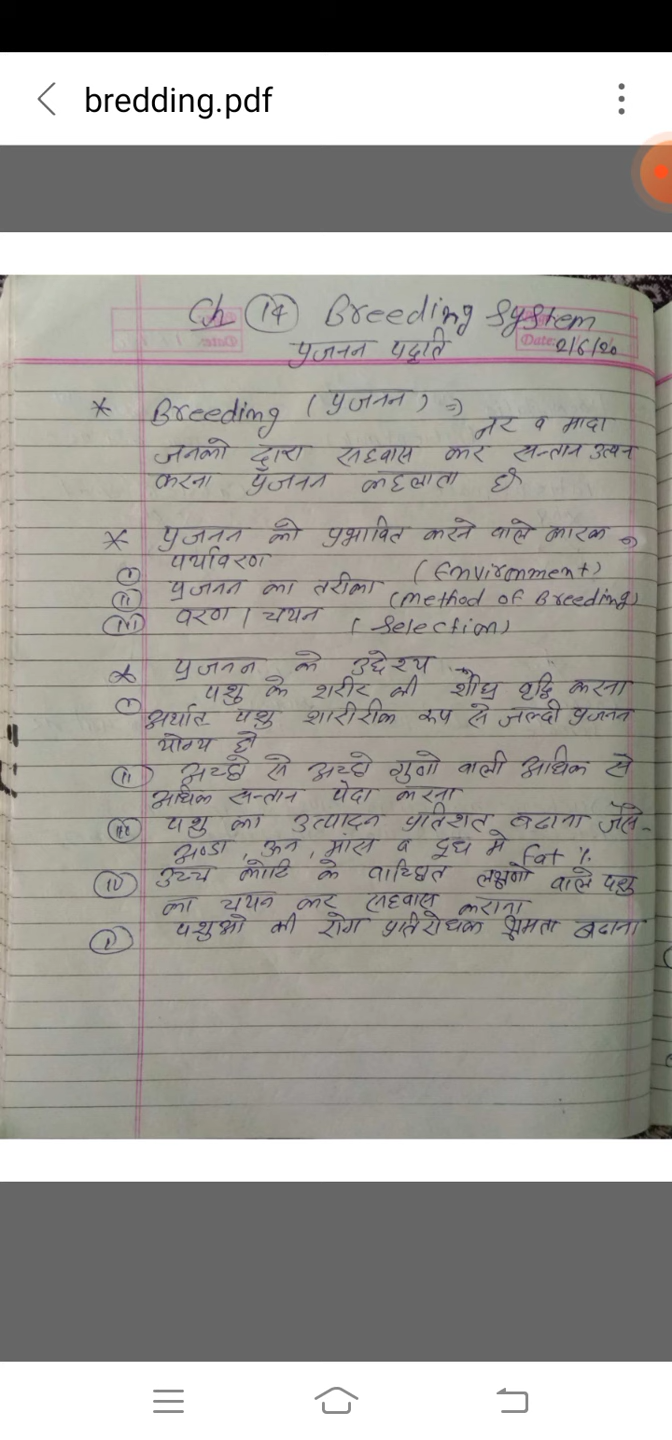 bredding.pdf
Ch 14 Breeding System
प्रजनन पद्धति
Date: 2/6/20
* Breeding (प्रजनन) ⇒ नर व मादा
जनको द्वारा सहवास कर सन्तान उत्पन्न
करना प्रजनन कहलाता है
* प्रजनन को प्रभावित करने वाले कारक ⇒
(i) पर्यावरण (Environment)
(ii) प्रजनन का तरीका (Method of Breeding)
(iii) वरण / चयन (Selection)
* प्रजनन के उद्देश्य →
(i) पशु के शरीर की शीघ्र वृद्धि करना
अर्थात पशु शारीरीक रूप से जल्दी प्रजनन
योग्य हो
(ii) अच्छे से अच्छे गुणो वाली अधिक से
अधिक सन्तान पैदा करना
(iii) पशु का उत्पादन प्रतिशत बढाना जैसे-
अण्डा, ऊन, मांस व दूध मे Fat %
(iv) उच्च कोटि के वाञ्छित लक्षणो वाले पशु
का चयन कर सहवास कराना
(v) पशुओ की रोग प्रतिरोधक क्षमता बढाना